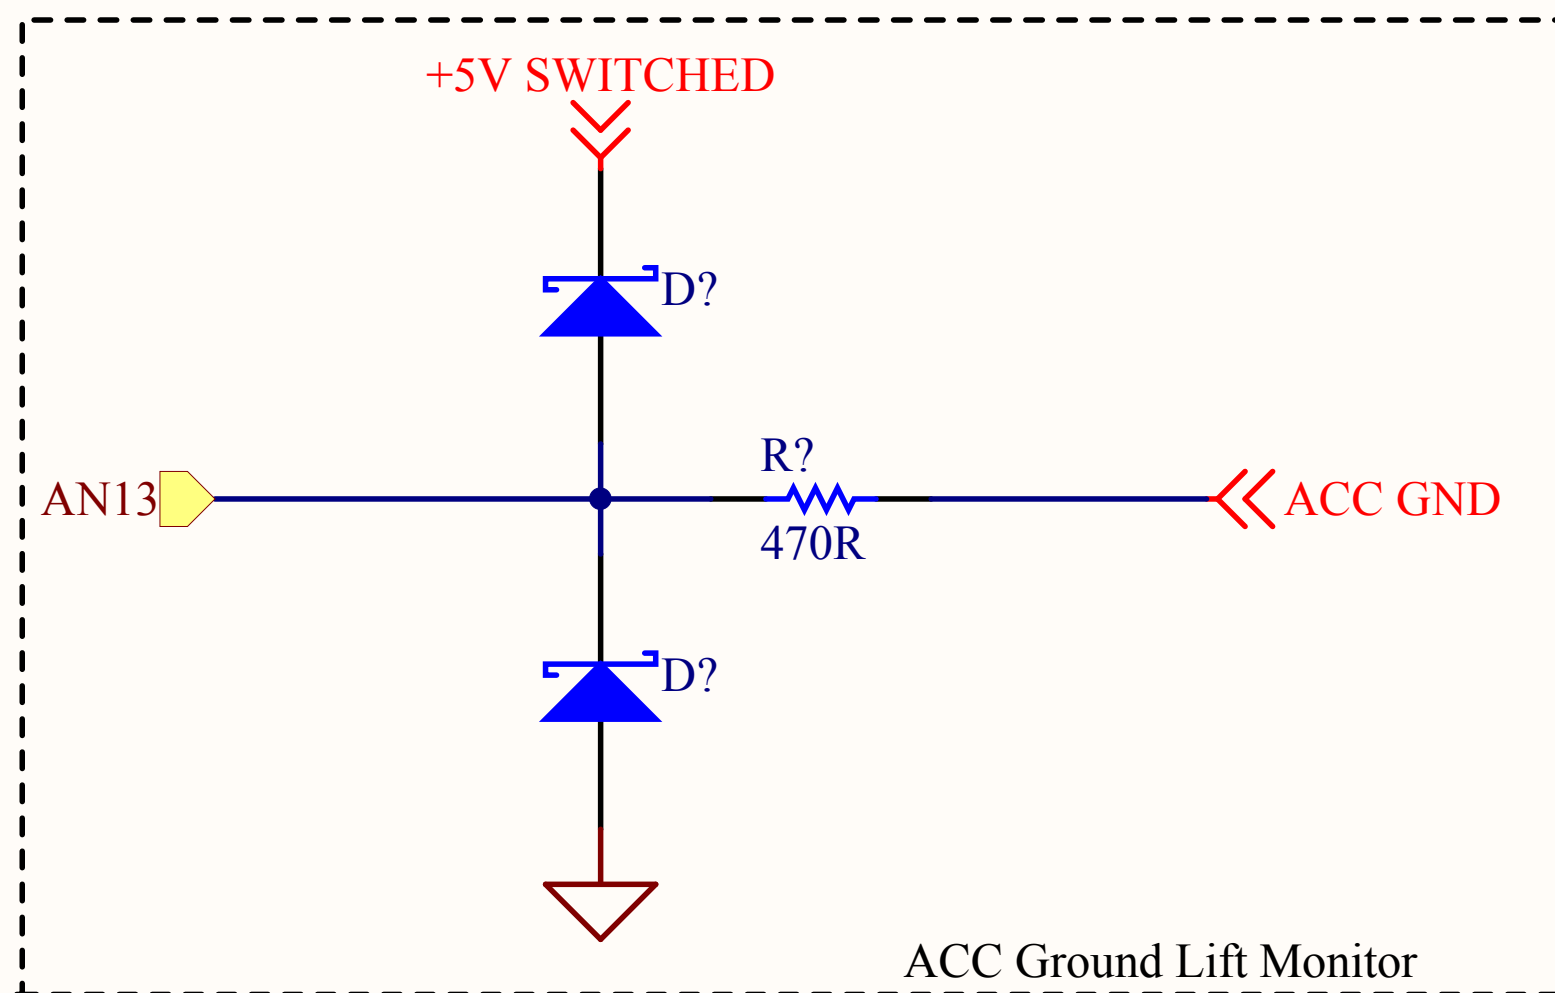 +5V SWITCHED
D?
R?
AN13
ACC GND
470R
D?
ACC Ground Lift Monitor